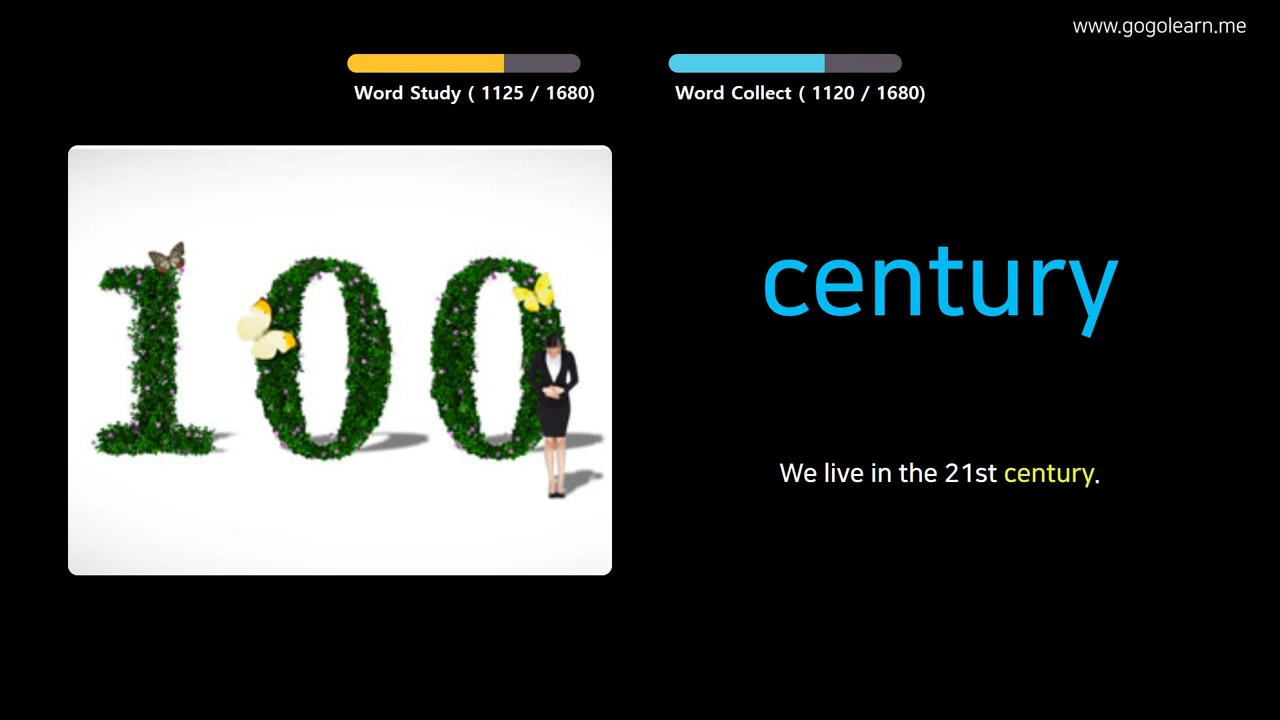 www.gogolearn.me
Word Study ( 1125 / 1680)
Word Collect ( 1120 / 1680)
100
century
We live in the 21st century.